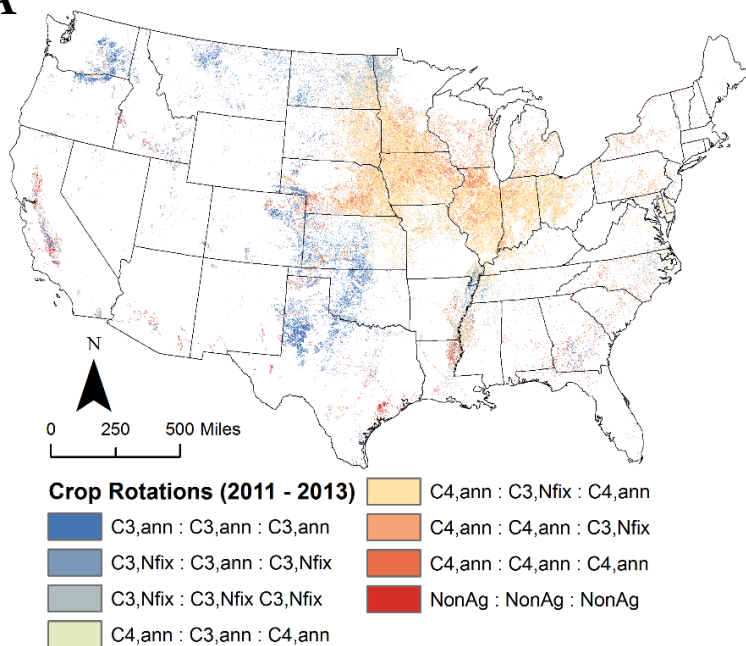 A
N
0 250 500 Miles
Crop Rotations (2011 - 2013)
C3,ann : C3,ann : C3,ann
C3,Nfix : C3,ann : C3,Nfix
C3,Nfix : C3,Nfix C3,Nfix
C4,ann : C3,ann : C4,ann
C4,ann : C3,Nfix : C4,ann
C4,ann : C4,ann : C3,Nfix
C4,ann : C4,ann : C4,ann
NonAg : NonAg : NonAg